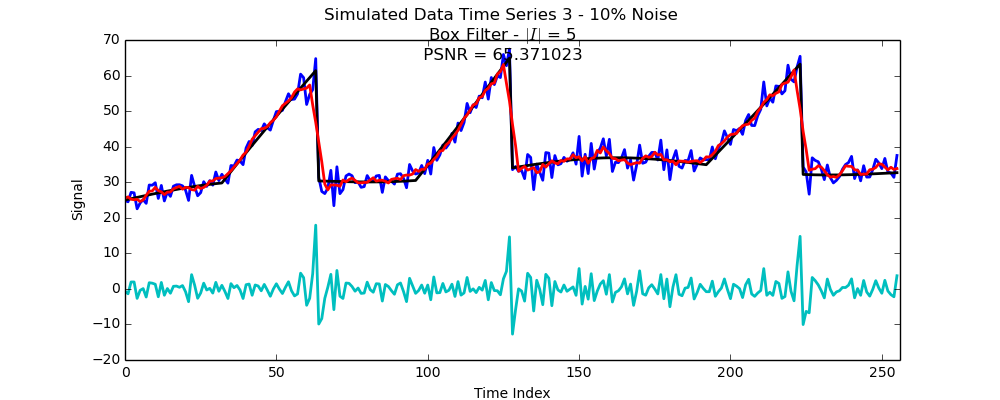 Simulated Data Time Series 3 - 10% Noise
Box Filter - |I| = 5
PSNR = 65.371023
70
60
50
40
30
20
10
0
−10
−20
Signal
0 50 100 150 200 250
Time Index